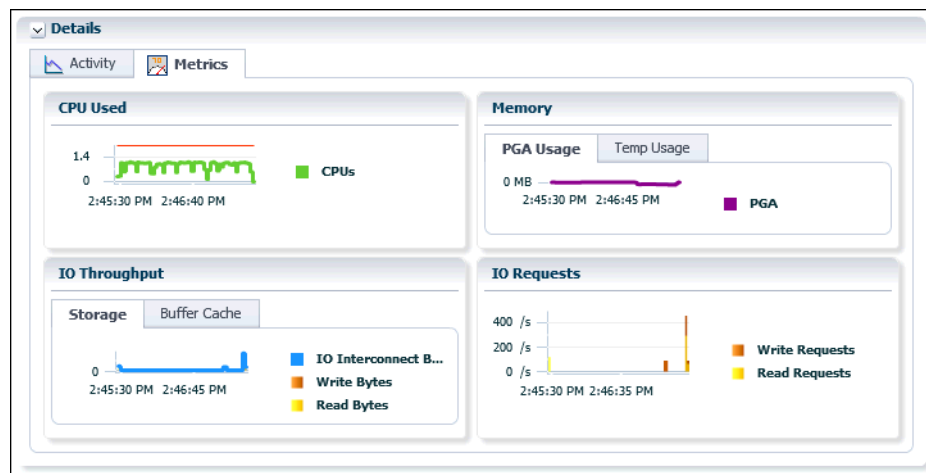 Details
Activity
Metrics
CPU Used
1.4
0
2:45:30 PM 2:46:40 PM
CPUs
Memory
PGA Usage
Temp Usage
0 MB
2:45:30 PM 2:46:45 PM
PGA
IO Throughput
Storage
Buffer Cache
0
2:45:30 PM 2:46:45 PM
IO Interconnect B...
Write Bytes
Read Bytes
IO Requests
400 /s
200 /s
0 /s
2:45:30 PM 2:46:35 PM
Write Requests
Read Requests